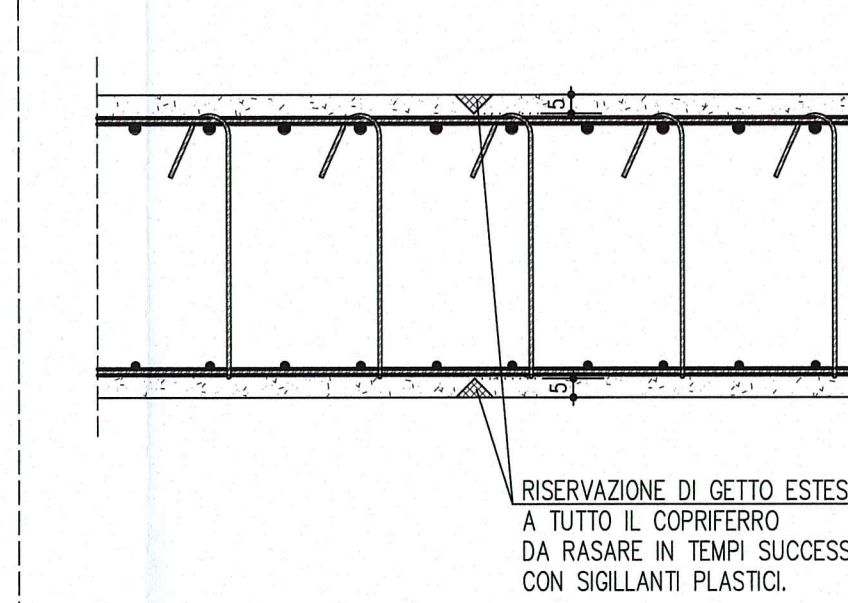 5
5
RISERVAZIONE DI GETTO ESTES
A TUTTO IL COPRIFERRO
DA RASARE IN TEMPI SUCCESS
CON SIGILLANTI PLASTICI.